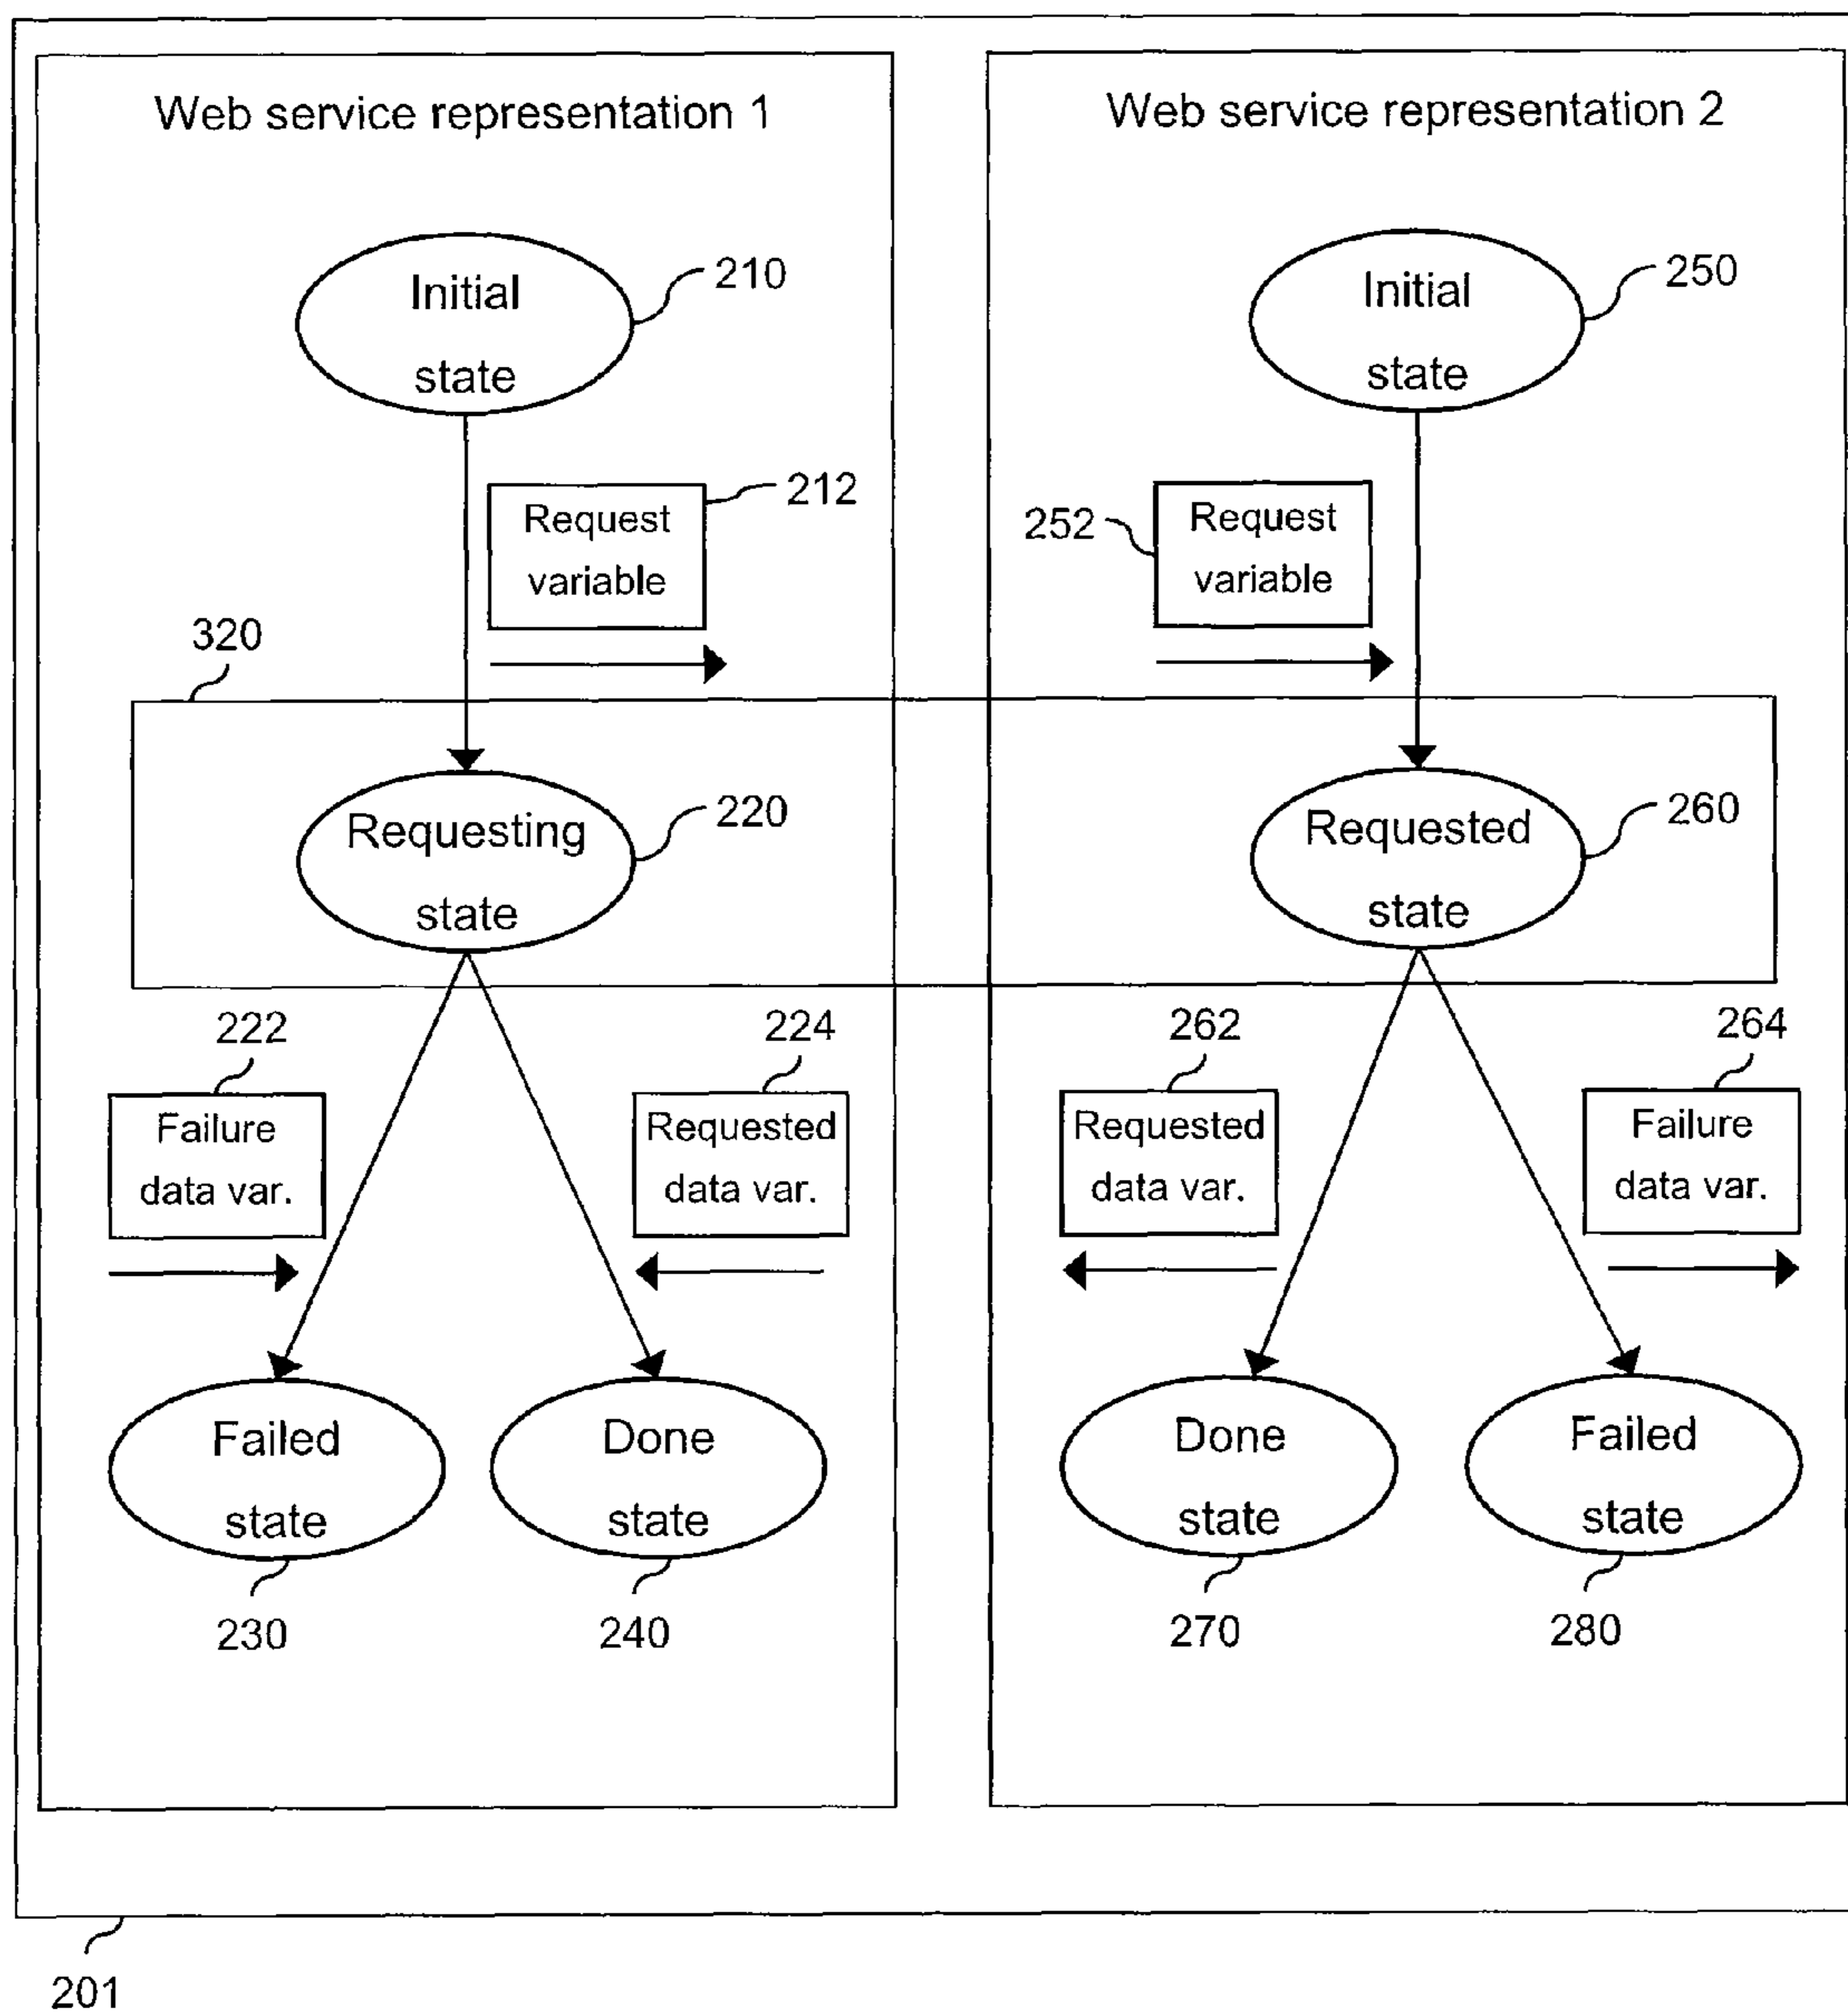 Web service representation 1
Web service representation 2
Initial
state
210
Initial
state
250
Request
variable
212
252
Request
variable
320
Requesting
state
220
Requested
state
260
222
224
262
264
Failure
data var.
Requested
data var.
Requested
data var.
Failure
data var.
Failed
state
Done
state
Done
state
Failed
state
230
240
270
280
201